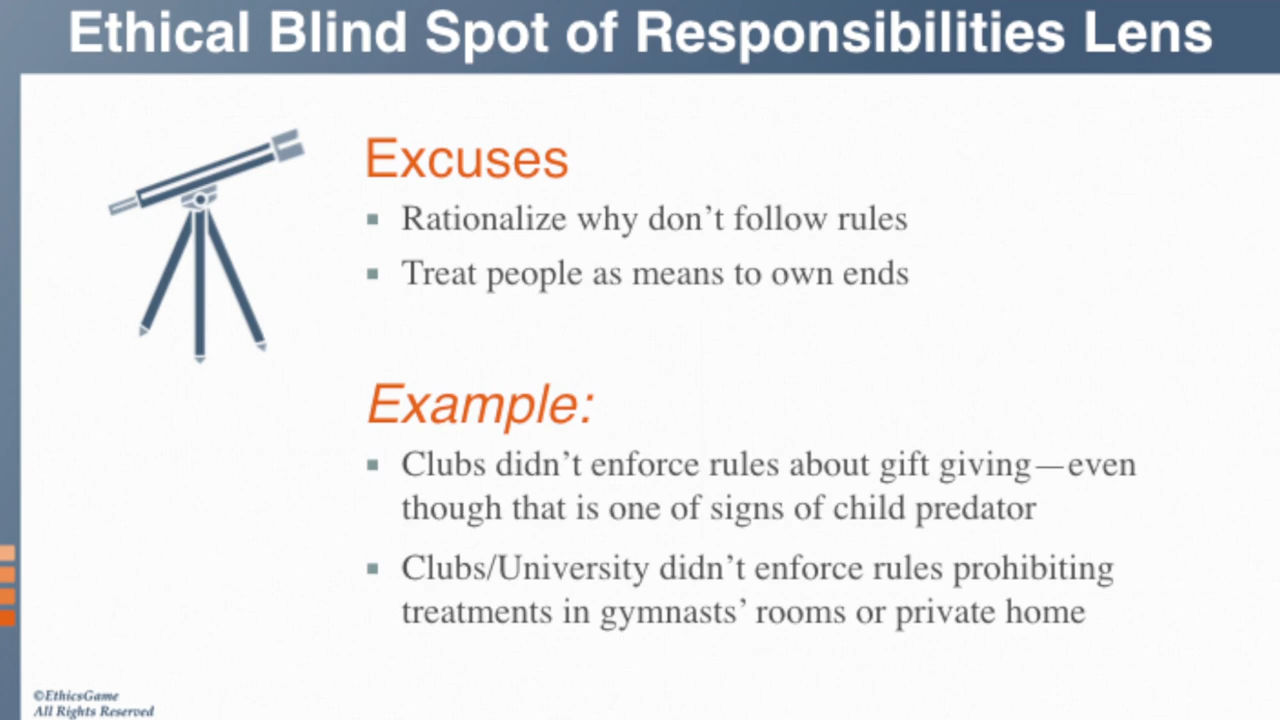 Ethical Blind Spot of Responsibilities Lens
Excuses
▪ Rationalize why don’t follow rules
▪ Treat people as means to own ends
Example:
▪ Clubs didn’t enforce rules about gift giving—even
though that is one of signs of child predator
▪ Clubs/University didn’t enforce rules prohibiting
treatments in gymnasts’ rooms or private home
©EthicsGame
All Rights Reserved